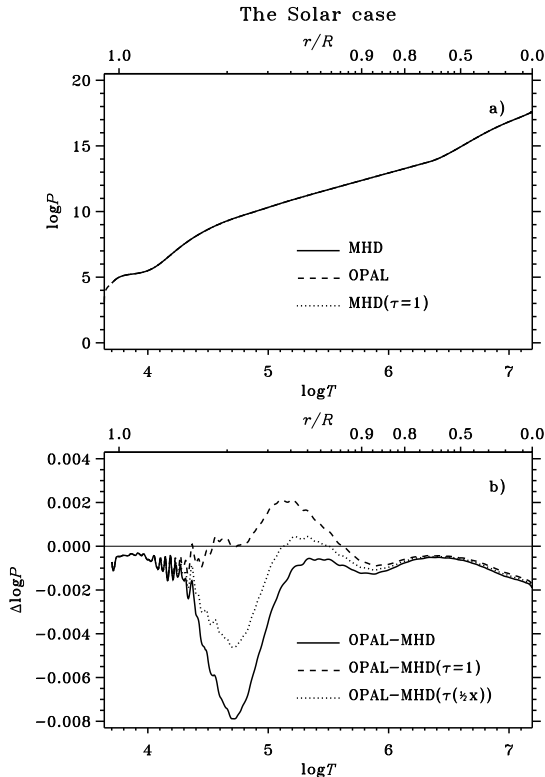 The Solar case
r/R
1.0 0.9 0.8 0.5 0.0
a)
20
15
10
5
0
logP
MHD
OPAL
MHD(τ=1)
4 5 6 7
logT
r/R
1.0 0.9 0.8 0.5 0.0
b)
0.004
0.002
0.000
−0.002
−0.004
−0.006
−0.008
ΔlogP
OPAL−MHD
OPAL−MHD(τ=1)
OPAL−MHD(τ(½x))
4 5 6 7
logT